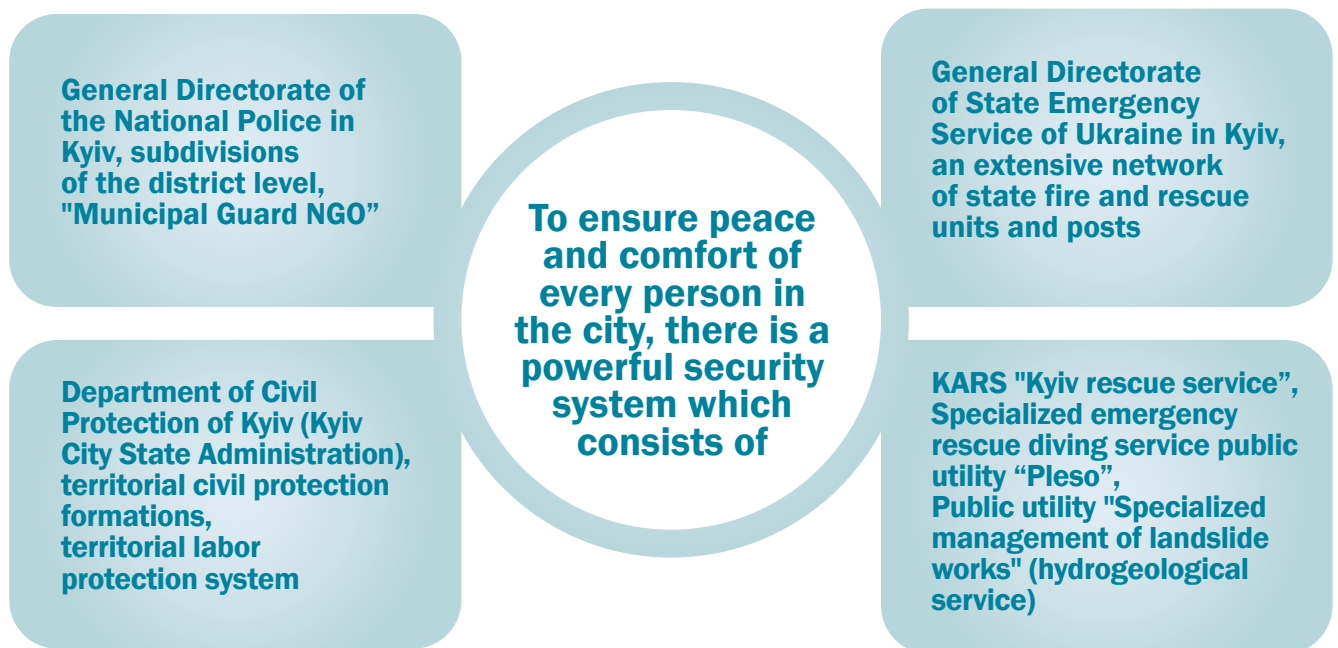 General Directorate of
the National Police in
Kyiv, subdivisions
of the district level,
"Municipal Guard NGO”
General Directorate
of State Emergency
Service of Ukraine in Kyiv,
an extensive network
of state fire and rescue
units and posts
To ensure peace
and comfort of
every person in
the city, there is a
powerful security
system which
consists of
Department of Civil
Protection of Kyiv (Kyiv
City State Administration),
territorial civil protection
formations,
territorial labor
protection system
KARS "Kyiv rescue service”,
Specialized emergency
rescue diving service public
utility “Pleso”,
Public utility "Specialized
management of landslide
works" (hydrogeological
service)